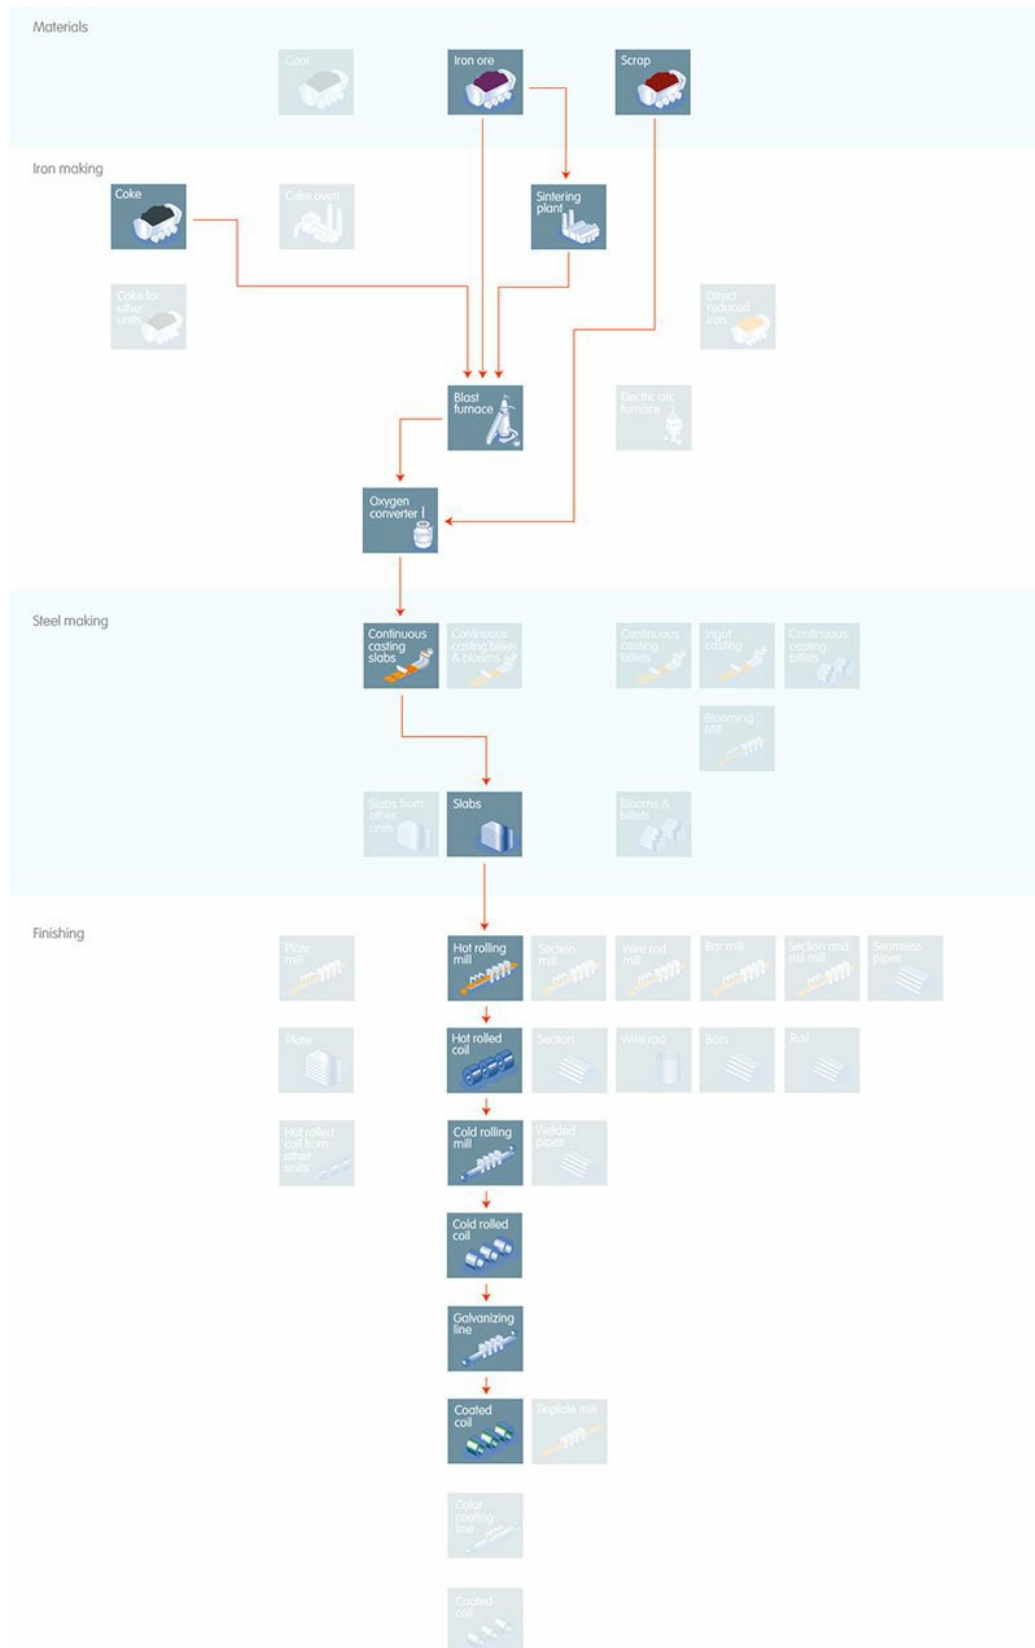 Materials
Coal
Iron ore
Scrap
Iron making
Coke
Coke oven
Sintering
plant
Coke for
other
units
Direct
reduced
iron
Blast
furnace
Electric arc
furnace
Oxygen
converter
Steel making
Continuous
casting
slabs
Continuous
casting billets
& blooms
Continuous
casting
billets
Ingot
casting
Continuous
casting
billets
Blooming
Mill
Slabs from
other
units
Slabs
Blooms &
billets
Finishing
Plate
mill
Hot rolling
mill
Section
mill
Wire rod
mill
Bar mill
Section and
rail mill
Seamless
pipes
Plate
Hot rolled
coil
Section
Wire rod
Bars
Rail
Hot rolled
coil from
other
units
Cold rolling
mill
Welded
pipes
Cold rolled
coil
Galvanizing
line
Coated
coil
Tinplate mill
Color
coating
line
Coated
coil